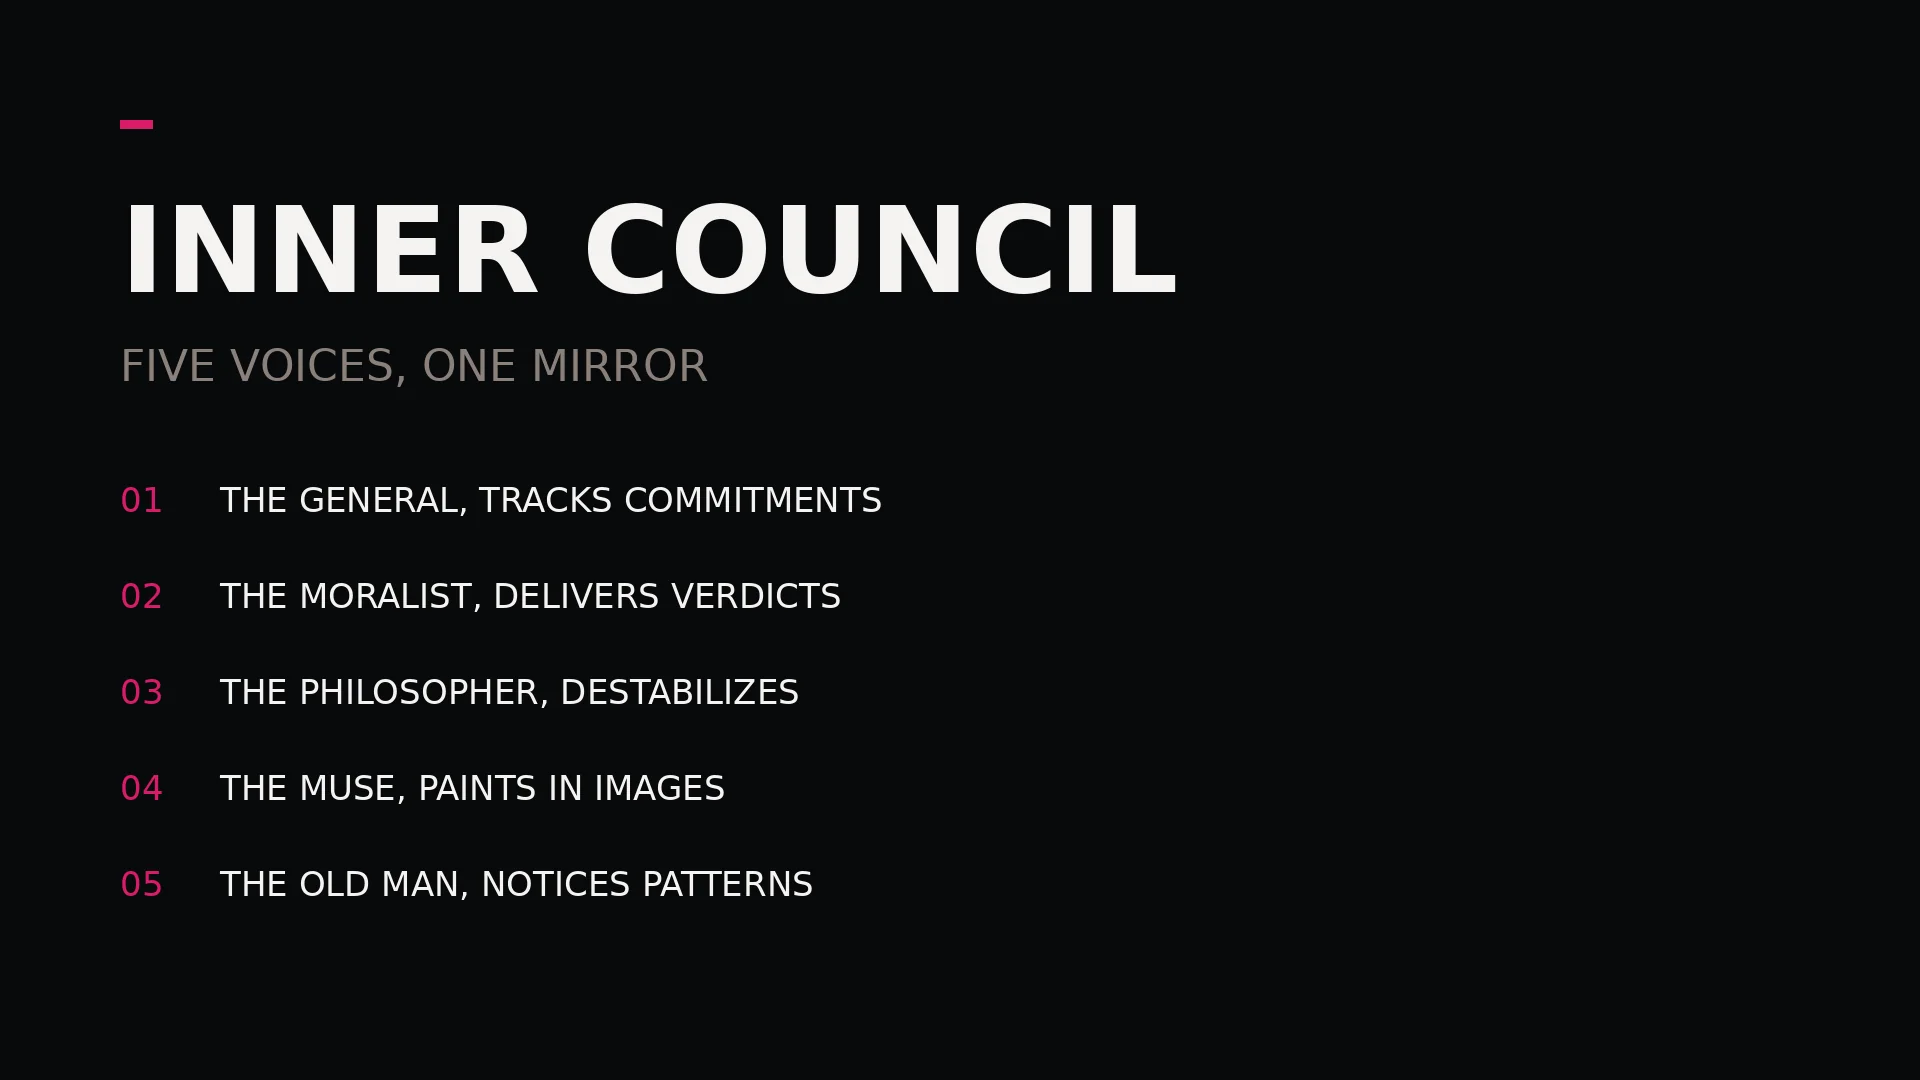 INNER COUNCIL
FIVE VOICES, ONE MIRROR
01 THE GENERAL, TRACKS COMMITMENTS
02 THE MORALIST, DELIVERS VERDICTS
03 THE PHILOSOPHER, DESTABILIZES
04 THE MUSE, PAINTS IN IMAGES
05 THE OLD MAN, NOTICES PATTERNS